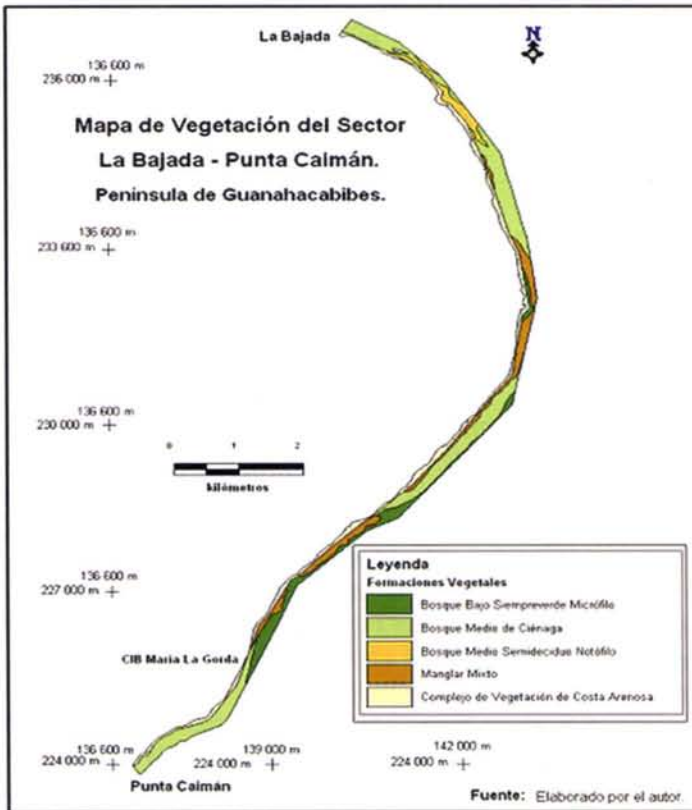 La Bajada
N
136 600 m
236 000 m
Mapa de Vegetación del Sector
La Bajada - Punta Caimán.
Península de Guanahacabibes.
136 600 m
233 600 m
136 600 m
230 000 m
0 1 2
kilómetros
136 600 m
227 000 m
Leyenda
Formaciones Vegetales
Bosque Bajo Siempreverde Micrófilo
Bosque Medio de Ciénaga
Bosque Medio Semideciduo Notófilo
Manglar Mixto
Complejo de Vegetación de Costa Arenosa
CIB María La Gorda
136 600 m
224 000 m
139 000 m
224 000 m
142 000 m
224 000 m
Punta Caimán
Fuente: Elaborado por el autor.